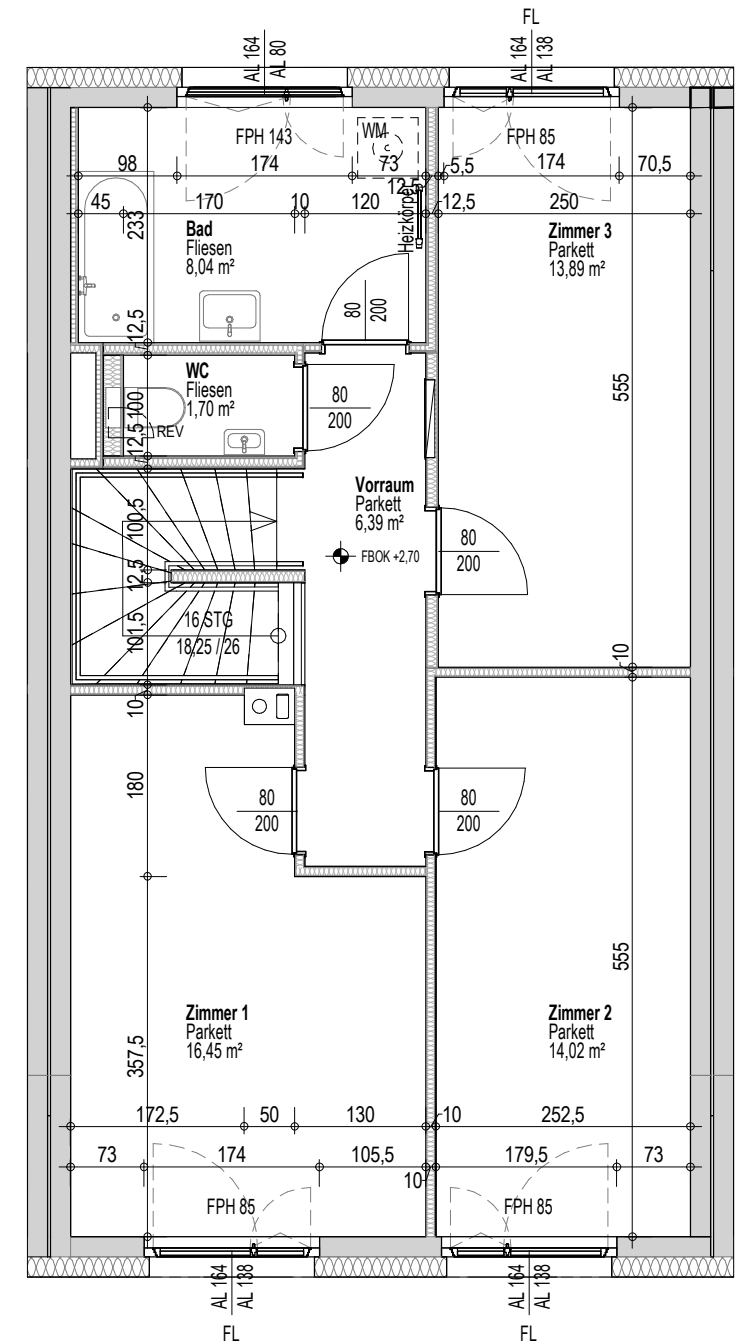 FL
AL 164
AL 80
AL 164
AL 138
FPH 143
WM
FPH 85
98
174
73
5,5
174
70,5
12,5
45
170
10
120
12,5
250
233
Heizkörper
Bad
Fliesen
8,04 m²
Zimmer 3
Parkett
13,89 m²
80
200
12,5
WC
Fliesen
1,70 m²
100
REV
12,5
80
200
555
Vorraum
Parkett
6,39 m²
100,5
FBOK +2,70
80
200
12,5
101,5
16 STG
18,25 / 26
10
10
180
80
200
80
200
555
Zimmer 1
Parkett
16,45 m²
Zimmer 2
Parkett
14,02 m²
357,5
172,5
50
130
10
252,5
73
174
105,5
10
179,5
73
FPH 85
FPH 85
AL 164
AL 138
AL 164
AL 138
FL
FL